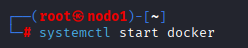 ┌──(root㉿nodo1)-[~]
└─# systemctl start docker